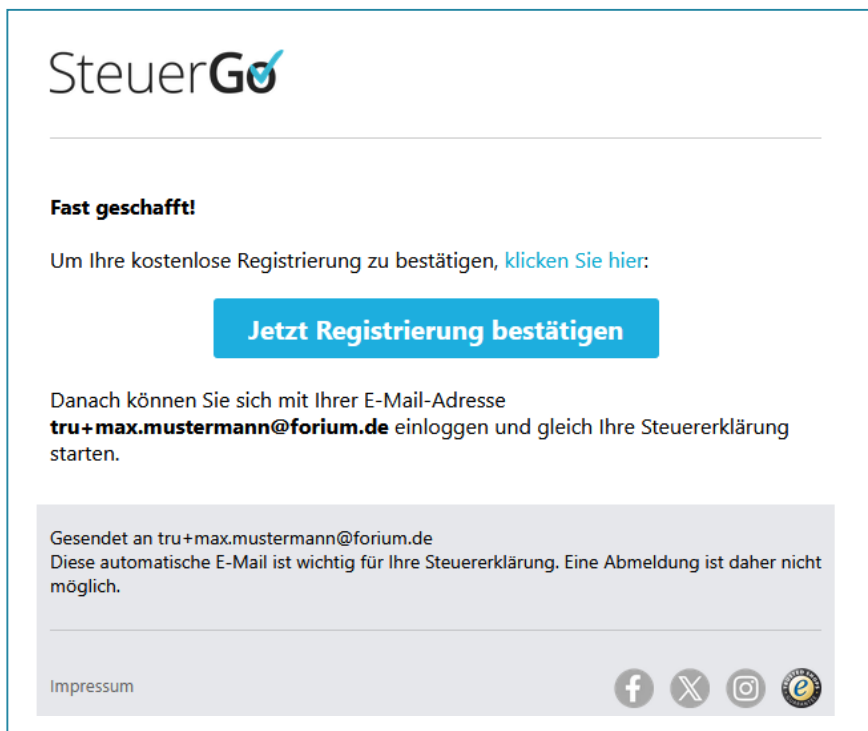 SteuerGo
Fast geschafft!
Um Ihre kostenlose Registrierung zu bestätigen, klicken Sie hier:
Jetzt Registrierung bestätigen
Danach können Sie sich mit Ihrer E-Mail-Adresse
tru+max.mustermann@forium.de einloggen und gleich Ihre Steuererklärung
starten.
Gesendet an tru+max.mustermann@forium.de
Diese automatische E-Mail ist wichtig für Ihre Steuererklärung. Eine Abmeldung ist daher nicht
möglich.
Impressum